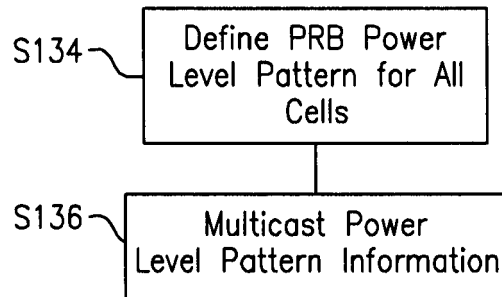 S134
Define PRB Power
Level Pattern for All
Cells
S136
Multicast Power
Level Pattern Information